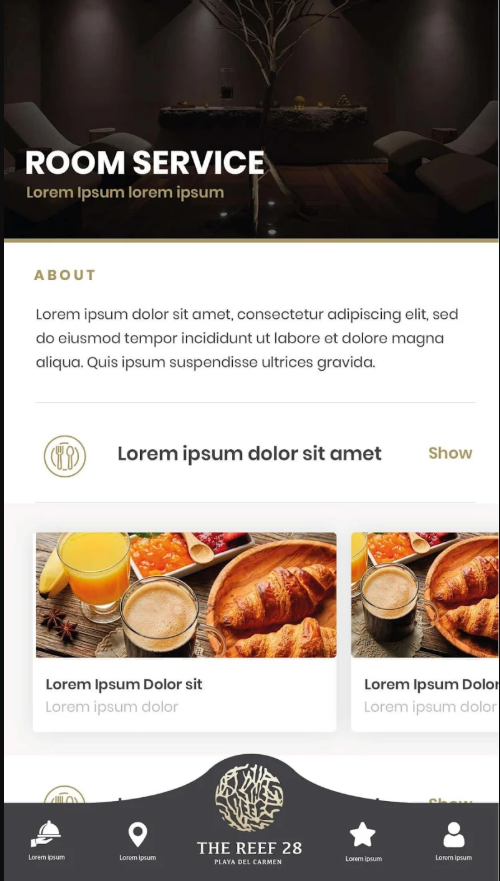 ROOM SERVICE
Lorem Ipsum lorem ipsum
ABOUT
Lorem ipsum dolor sit amet, consectetur adipiscing elit, sed
do eiusmod tempor incididunt ut labore et dolore magna
aliqua. Quis ipsum suspendisse ultrices gravida.
Lorem ipsum dolor sit amet
Show
Lorem Ipsum Dolor sit
Lorem ipsum dolor
Lorem Ipsum Dolor
Lorem ipsum dolor
Show
THE REEF 28
PLAYA DEL CARMEN
Lorem ipsum
Lorem ipsum
Lorem ipsum
Lorem ipsum